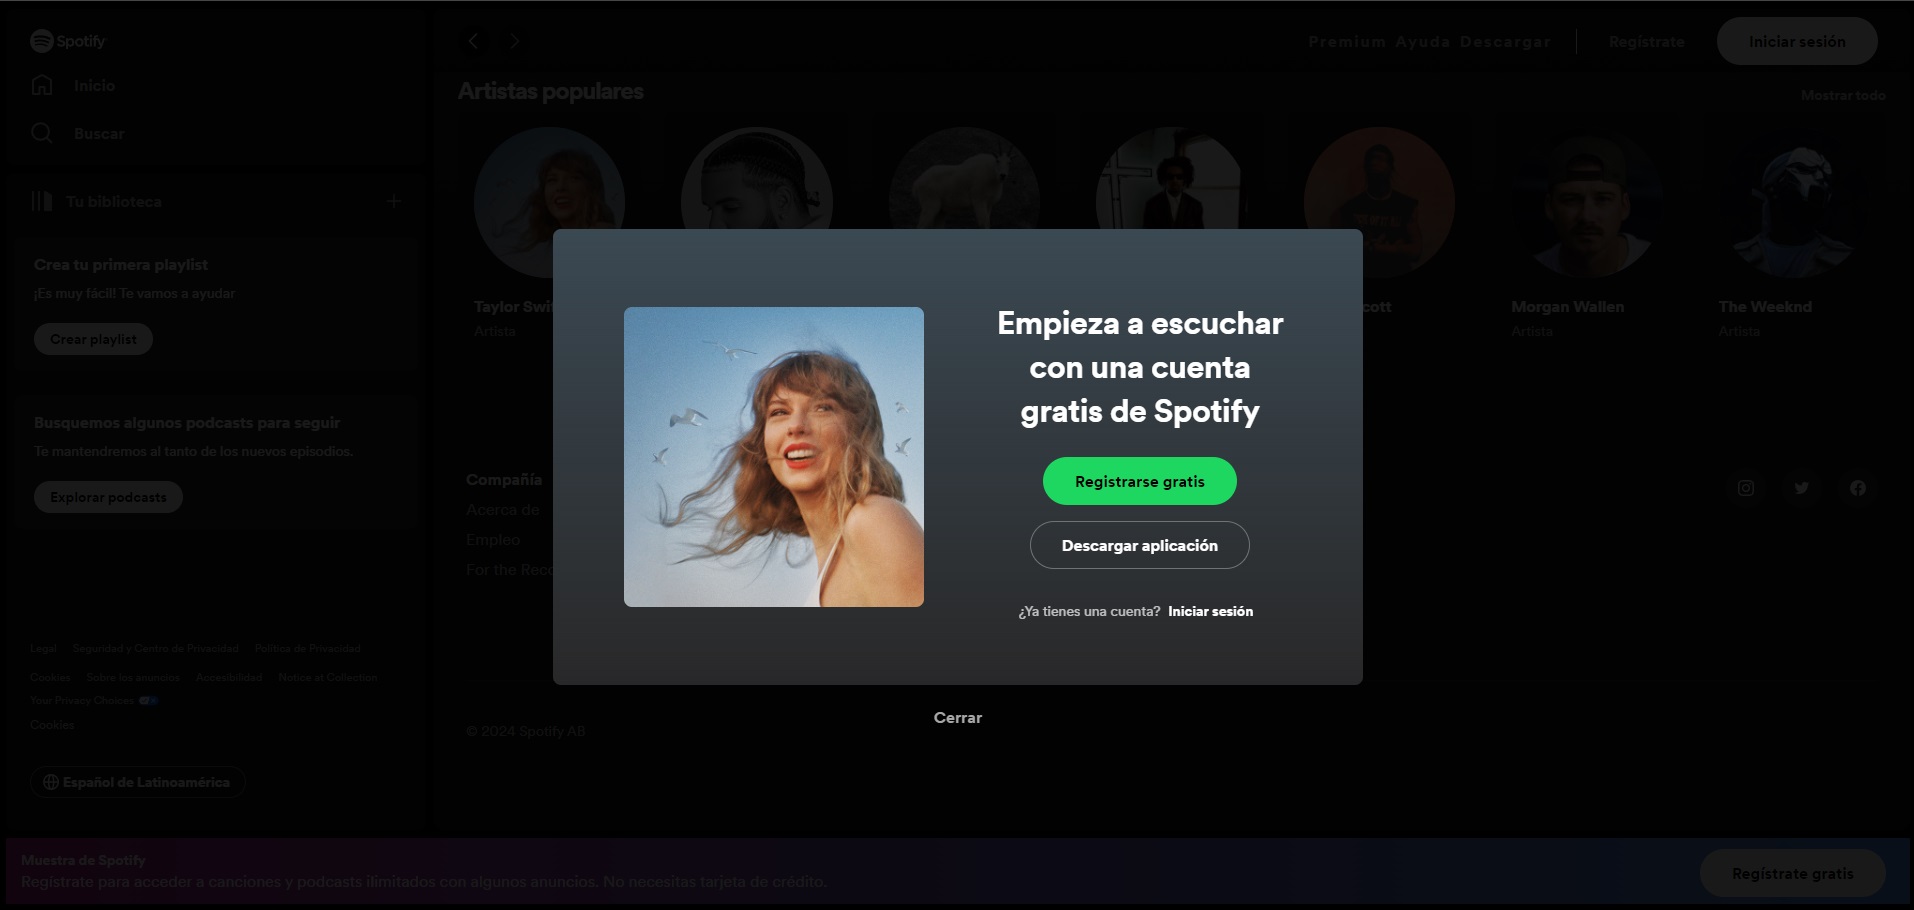 Spotify
Inicio
Buscar
Tu biblioteca
Crea tu primera playlist
¡Es muy fácil! Te vamos a ayudar
Crear playlist
Busquemos algunos podcasts para seguir
Te mantendremos al tanto de los nuevos episodios.
Explorar podcasts
Legal Seguridad y Centro de Privacidad Política de Privacidad
Cookies Sobre los anuncios Accesibilidad Notice at Collection
Your Privacy Choices
Cookies
Español de Latinoamérica
Premium Ayuda Descargar Regístrate Iniciar sesión
Artistas populares Mostrar todo
Taylor Swif
Artista
cott
Morgan Wallen
Artista
The Weeknd
Artista
Empieza a escuchar
con una cuenta
gratis de Spotify
Registrarse gratis
Descargar aplicación
¿Ya tienes una cuenta? Iniciar sesión
Cerrar
Compañía
Acerca de
Empleo
For the Reco
© 2024 Spotify AB
Muestra de Spotify
Regístrate para acceder a canciones y podcasts ilimitados con algunos anuncios. No necesitas tarjeta de crédito.
Regístrate gratis